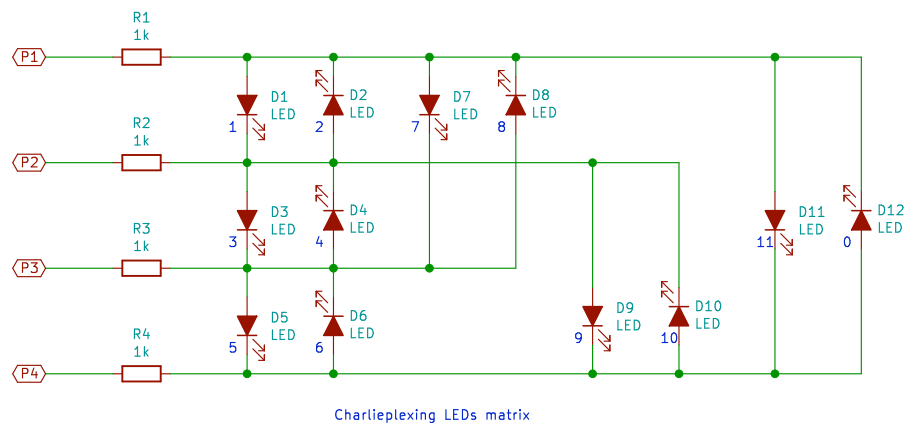 R1
1k
P1
D1
LED
1
D2
LED
2
D7
LED
7
D8
LED
8
R2
1k
P2
D3
LED
3
D4
LED
4
D11
LED
11
D12
LED
0
R3
1k
P3
D5
LED
5
D6
LED
6
D9
LED
9
D10
LED
10
R4
1k
P4
Charlieplexing LEDs matrix